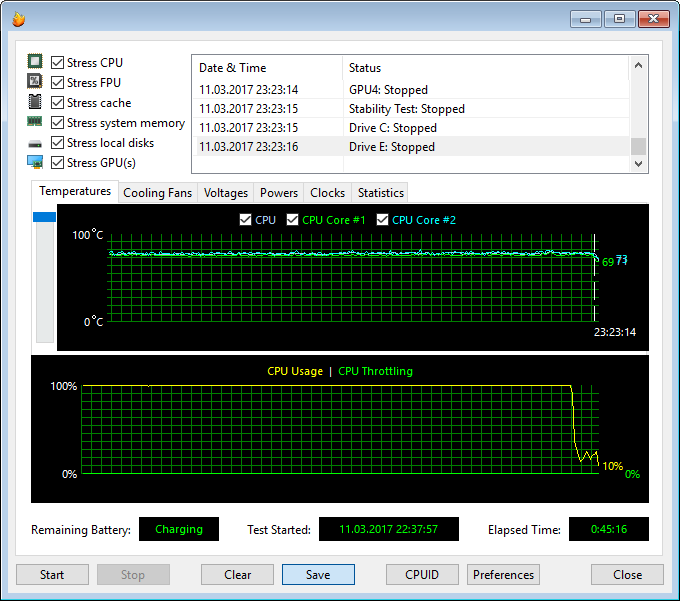 Stress CPU
Stress FPU
Stress cache
Stress system memory
Stress local disks
Stress GPU(s)
Date & Time Status
11.03.2017 23:23:14 GPU4: Stopped
11.03.2017 23:23:15 Stability Test: Stopped
11.03.2017 23:23:15 Drive C: Stopped
11.03.2017 23:23:16 Drive E: Stopped
Temperatures Cooling Fans Voltages Powers Clocks Statistics
CPU CPU Core #1 CPU Core #2
100°C
69 73
0°C
23:23:14
CPU Usage | CPU Throttling
100%
0% 10% 0%
Remaining Battery: Charging Test Started: 11.03.2017 22:37:57 Elapsed Time: 0:45:16
Start Stop Clear Save CPUID Preferences Close